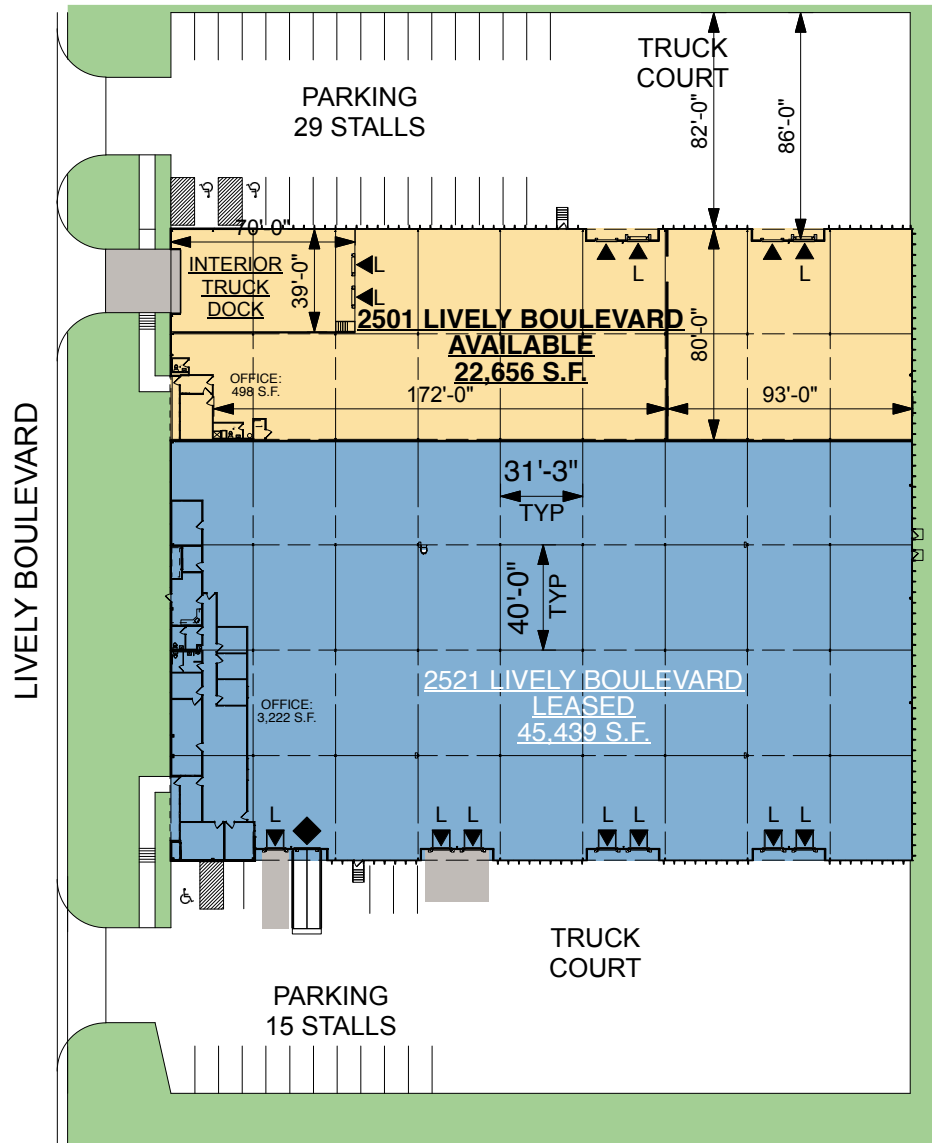 TRUCK
COURT
82'-0"
86'-0"
PARKING
29 STALLS
70'-0"
INTERIOR
TRUCK
DOCK
39'-0"
L
L
L
L
2501 LIVELY BOULEVARD
AVAILABLE
22,656 S.F.
80'-0"
OFFICE:
498 S.F.
172'-0"
93'-0"
LIVELY BOULEVARD
31'-3"
TYP
40'-0"
TYP
2521 LIVELY BOULEVARD
LEASED
45,439 S.F.
OFFICE:
3,222 S.F.
L
L
L
L
L
L
L
TRUCK
COURT
PARKING
15 STALLS